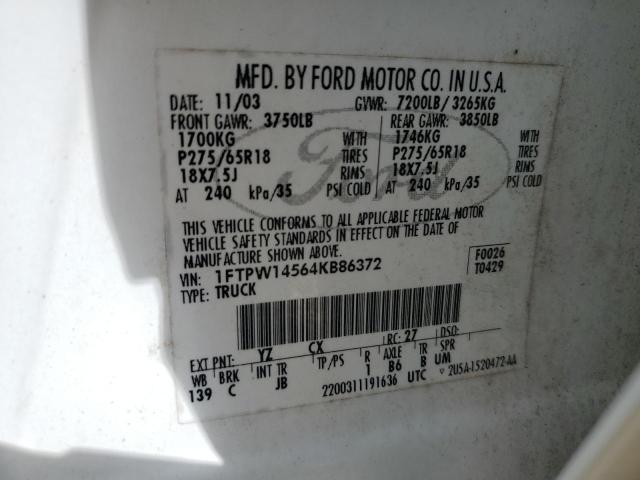 MFD. BY FORD MOTOR CO. IN U.S.A.
DATE: 11/03 GVWR: 7200LB/ 3265KG
FRONT GAWR: 3750LB REAR GAWR: 3850LB
1700KG WITH 1746KG WITH
P275/65R18 TIRES P275/65R18 TIRES
18X7.5J RIMS 18X7.5J RIMS
AT 240 kPa/35 PSI COLD AT 240 kPa/35 PSI COLD
Ford
THIS VEHICLE CONFORMS TO ALL APPLICABLE FEDERAL MOTOR
VEHICLE SAFETY STANDARDS IN EFFECT ON THE DATE OF
MANUFACTURE SHOWN ABOVE.
VIN: 1FTPW14564KB86372 F0026
TYPE: TRUCK T0429
EXT PNT: YZ CX RC: 27 DSO:
WB BRK INT TR TP/PS R AXLE TR SPR
139 C JB 1 B6 B UM
2200311191636 UTC ▽ 2U5A-1520472-AA